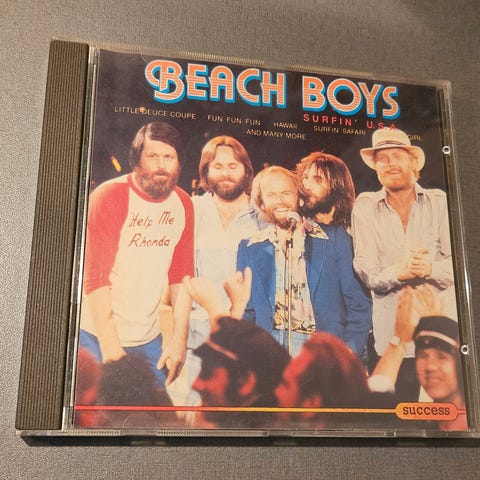 BEACH BOYS
SURFIN' U.S.A.
LITTLE DEUCE COUPE FUN, FUN, FUN HAWAII SURFIN' SAFARI GIRL
AND MANY MORE
Help Me
Rhonda
success